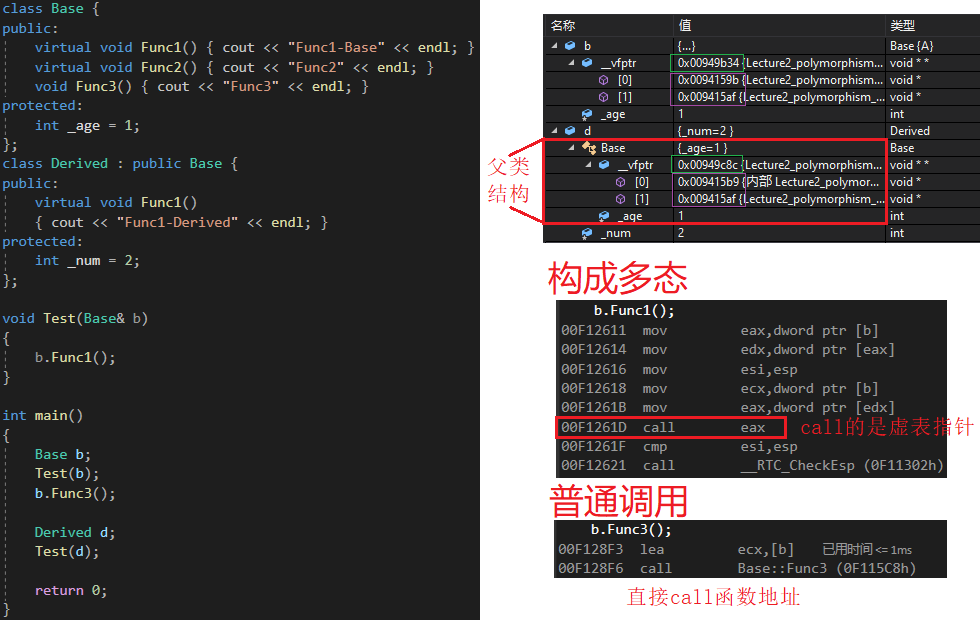 class Base {
public:
    virtual void Func1() { cout << "Func1-Base" << endl; }
    virtual void Func2() { cout << "Func2" << endl; }
    void Func3() { cout << "Func3" << endl; }
protected:
    int _age = 1;
};
class Derived : public Base {
public:
    virtual void Func1()
    { cout << "Func1-Derived" << endl; }
protected:
    int _num = 2;
};
void Test(Base& b)
{
    b.Func1();
}
int main()
{
    Base b;
    Test(b);
    b.Func3();
    Derived d;
    Test(d);
    return 0;
}
名称 值 类型
b {...} Base {A}
__vfptr 0x00949b34 {Lecture2_polymorphism... void * *
[0] 0x0094159b {Lecture2_polymorphism_... void *
[1] 0x009415af {Lecture2_polymorphism_... void *
_age 1 int
d {_num=2 } Derived
Base {_age=1 } Base
__vfptr 0x00949c8c {Lecture2_polymorphism... void * *
[0] 0x009415b9 {内部 Lecture2_polymor... void *
[1] 0x009415af {Lecture2_polymorphism_... void *
_age 1 int
_num 2 int
父类
结构
构成多态
b.Func1();
00F12611 mov eax,dword ptr [b]
00F12614 mov edx,dword ptr [eax]
00F12616 mov esi,esp
00F12618 mov ecx,dword ptr [b]
00F1261B mov eax,dword ptr [edx]
00F1261D call eax call的是虚表指针
00F1261F cmp esi,esp
00F12621 call __RTC_CheckEsp (0F11302h)
普通调用
b.Func3();
00F128F3 lea ecx,[b] 已用时间 <= 1ms
00F128F6 call Base::Func3 (0F115C8h)
直接call函数地址